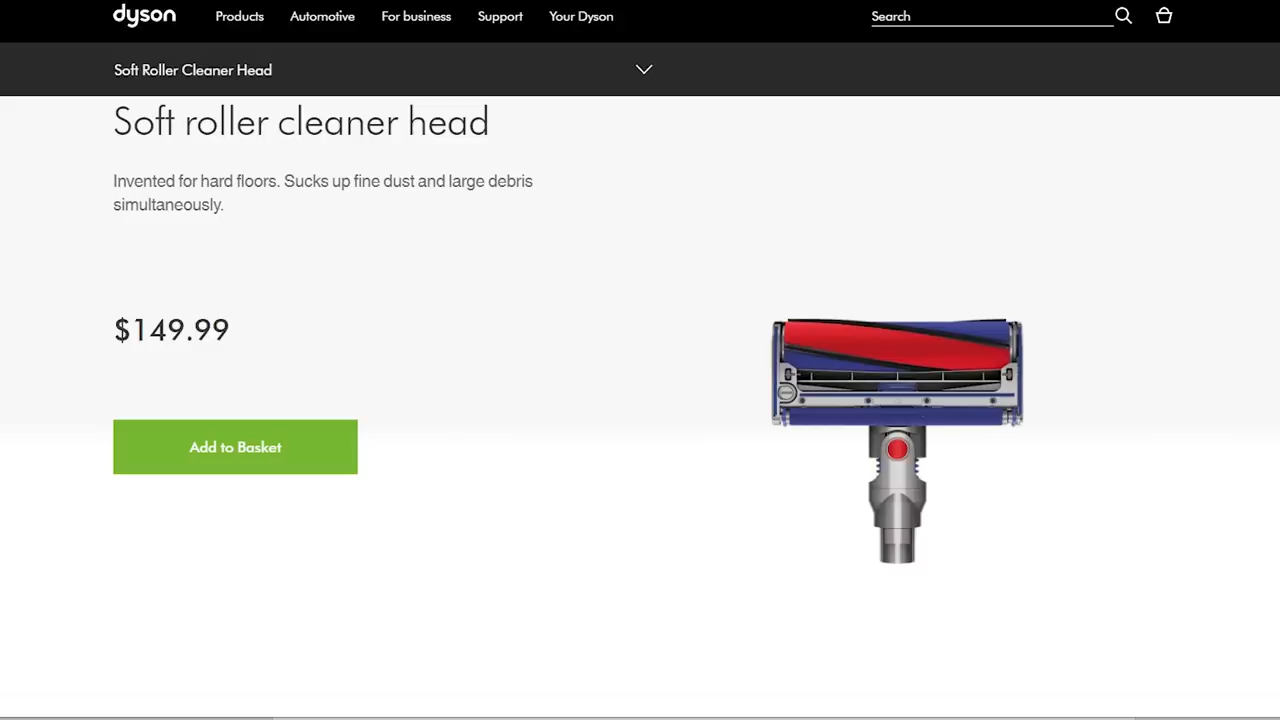 dyson Products Automotive For business Support Your Dyson Search
Soft Roller Cleaner Head
Soft roller cleaner head
Invented for hard floors. Sucks up fine dust and large debris
simultaneously.
$149.99
Add to Basket